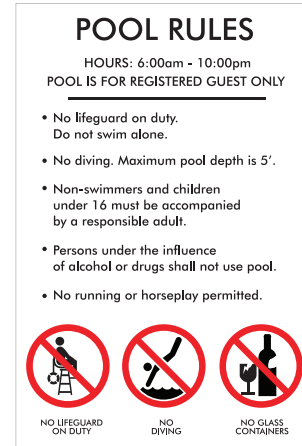 POOL RULES
HOURS: 6:00am - 10:00pm
POOL IS FOR REGISTERED GUEST ONLY
• No lifeguard on duty.
Do not swim alone.
• No diving. Maximum pool depth is 5’.
• Non-swimmers and children
under 16 must be accompanied
by a responsible adult.
• Persons under the influence
of alcohol or drugs shall not use pool.
• No running or horseplay permitted.
NO LIFEGUARD
ON DUTY
NO
DIVING
NO GLASS
CONTAINERS